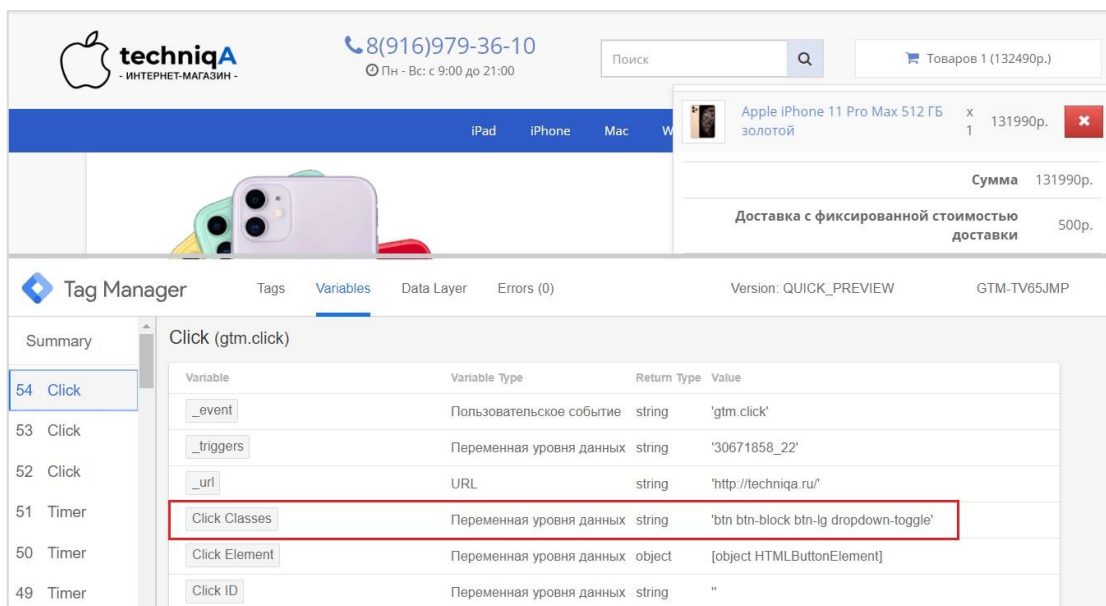 techniqA
- ИНТЕРНЕТ-МАГАЗИН -
8(916)979-36-10
Пн - Вс: с 9:00 до 21:00
Поиск
Товаров 1 (132490р.)
iPad iPhone Mac W
Apple iPhone 11 Pro Max 512 ГБ золотой x 1 131990р.
Сумма 131990р.
Доставка с фиксированной стоимостью доставки 500р.
Tag Manager Tags Variables Data Layer Errors (0) Version: QUICK_PREVIEW GTM-TV65JMP
Summary
54 Click
53 Click
52 Click
51 Timer
50 Timer
49 Timer
Click (gtm.click)
Variable Variable Type Return Type Value
_event Пользовательское событие string 'gtm.click'
_triggers Переменная уровня данных string '30671858_22'
_url URL string 'http://techniqa.ru/'
Click Classes Переменная уровня данных string 'btn btn-block btn-lg dropdown-toggle'
Click Element Переменная уровня данных object [object HTMLButtonElement]
Click ID Переменная уровня данных string ''